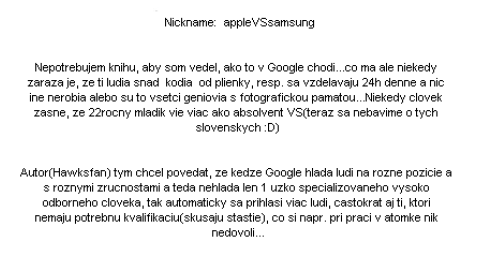 Nickname: appleVSsamsung
Nepotrebujem knihu, aby som vedel, ako to v Google chodi...co ma ale niekedy
zaraza je, ze ti ludia snad kodia od plienky, resp. sa vzdelavaju 24h denne a nic
ine nerobia alebo su to vsetci geniovia s fotografickou pamatou...Niekedy clovek
zasne, ze 22rocny mladik vie viac ako absolvent VS(teraz sa nebavime o tych
slovenskych :D)
Autor(Hawksfan) tym chcel povedat, ze kedze Google hlada ludi na rozne pozicie a
s roznymi zrucnostami a teda nehlada len 1 uzko specializovaneho vysoko
odborneho cloveka, tak automaticky sa prihlasi viac ludi, castokrat aj ti, ktori
nemaju potrebnu kvalifikaciu(skusaju stastie), co si napr. pri praci v atomke nik
nedovoli...